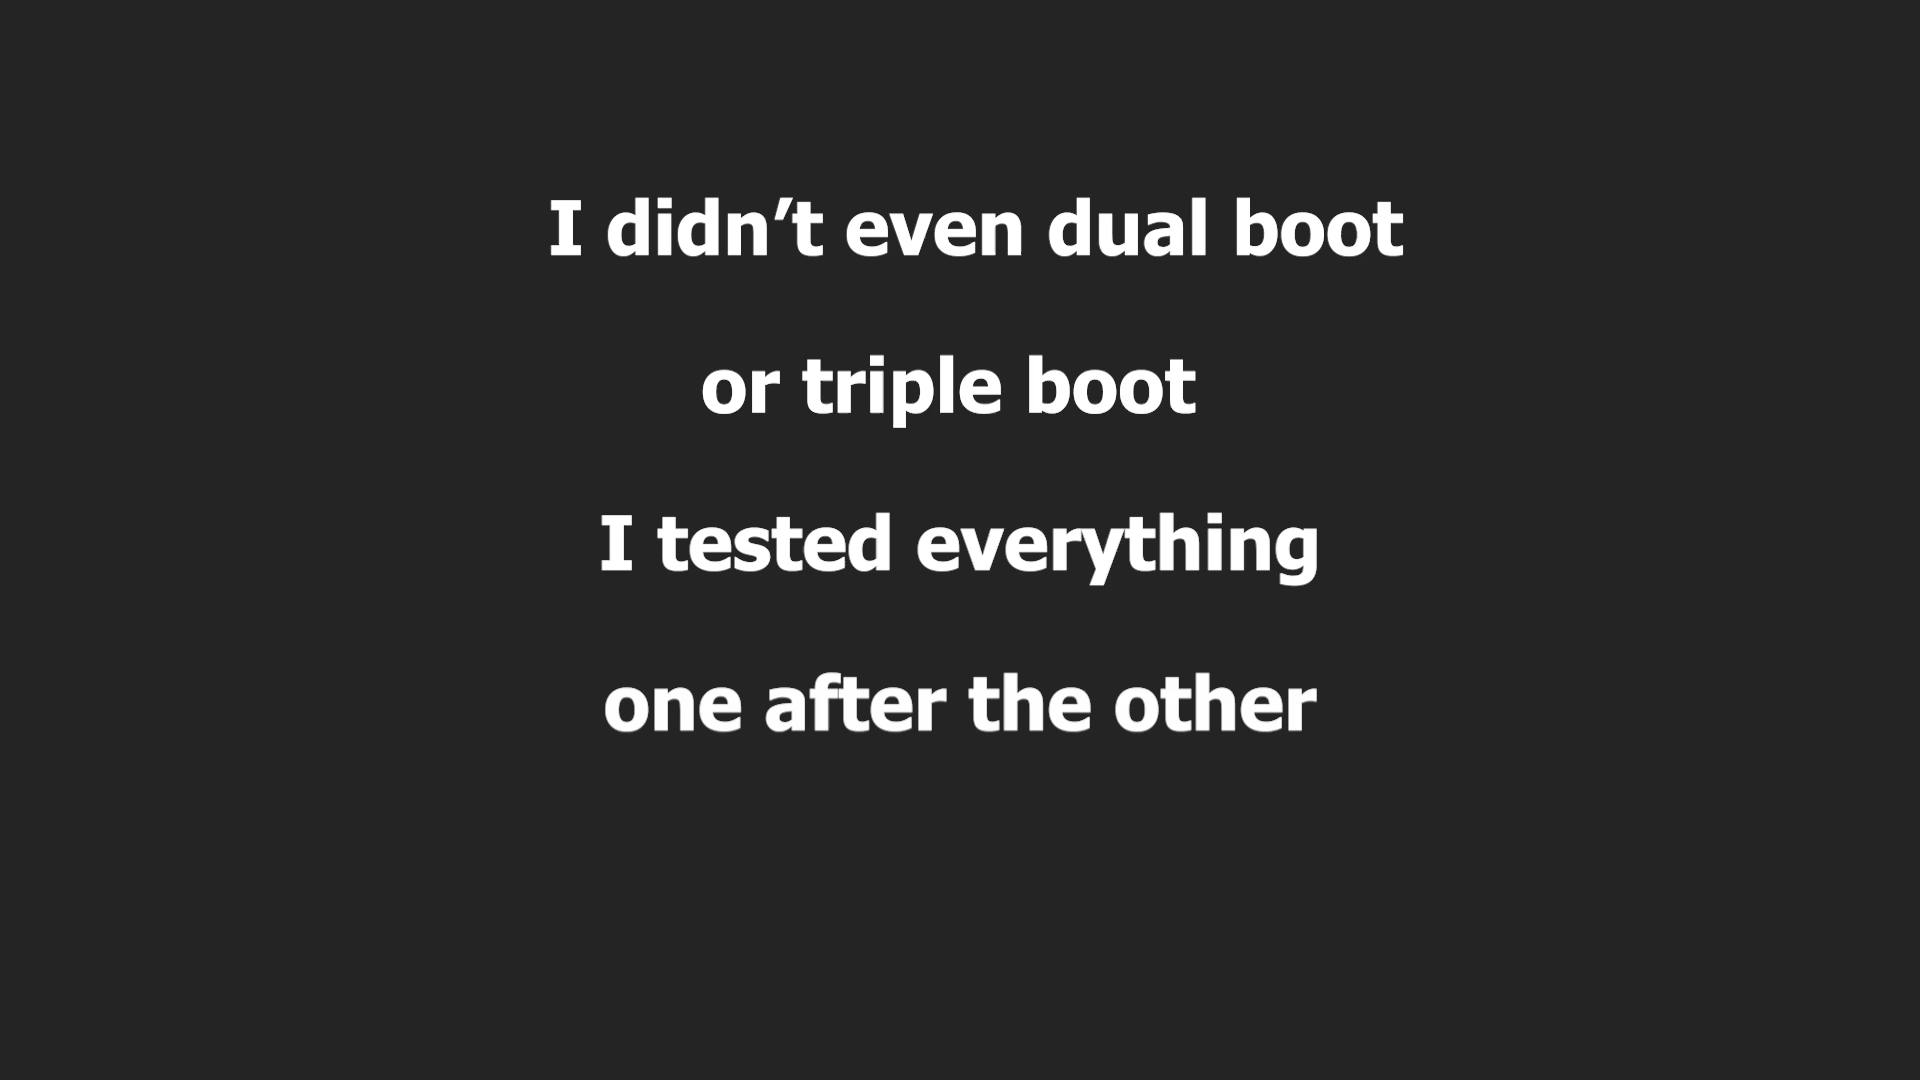 I didn’t even dual boot
or triple boot
I tested everything
one after the other